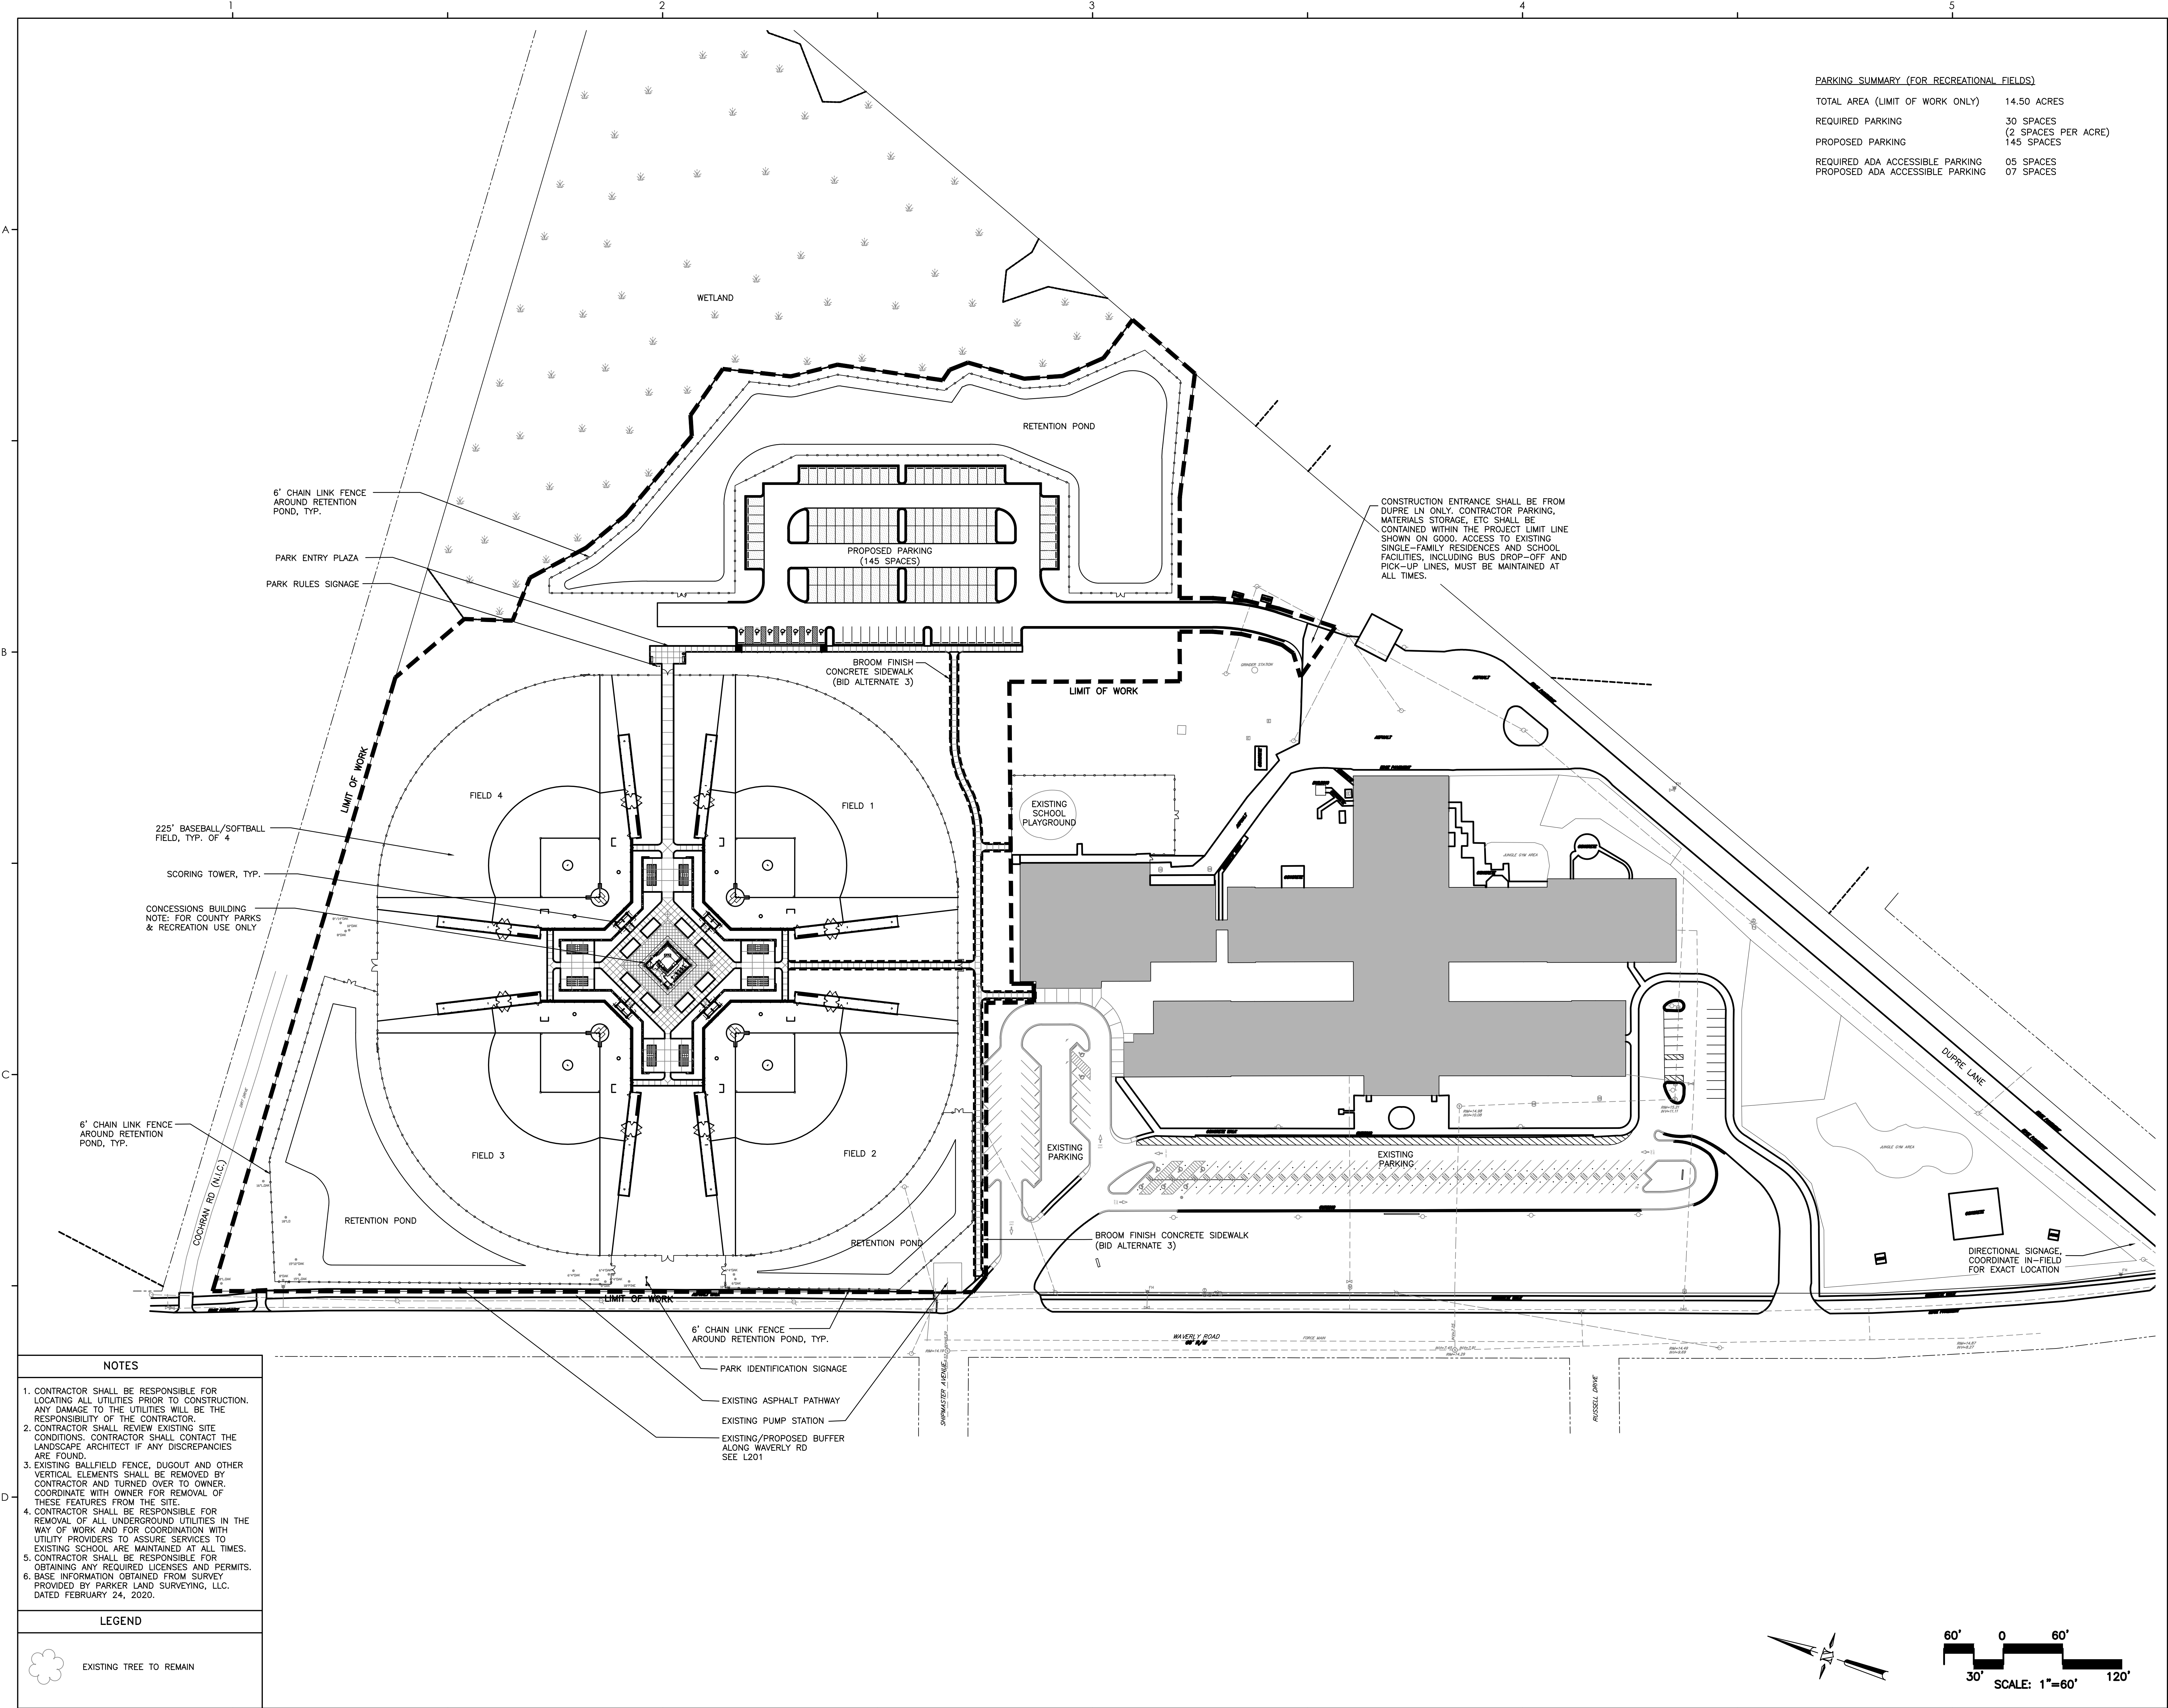 1
2
3
4
5
A
B
C
D
PARKING SUMMARY (FOR RECREATIONAL FIELDS)
TOTAL AREA (LIMIT OF WORK ONLY) 14.50 ACRES
REQUIRED PARKING 30 SPACES
(2 SPACES PER ACRE)
PROPOSED PARKING 145 SPACES
REQUIRED ADA ACCESSIBLE PARKING 05 SPACES
PROPOSED ADA ACCESSIBLE PARKING 07 SPACES
WETLAND
RETENTION POND
6' CHAIN LINK FENCE
AROUND RETENTION
POND, TYP.
PARK ENTRY PLAZA
PARK RULES SIGNAGE
PROPOSED PARKING
(145 SPACES)
CONSTRUCTION ENTRANCE SHALL BE FROM
DUPRE LN ONLY. CONTRACTOR PARKING,
MATERIALS STORAGE, ETC SHALL BE
CONTAINED WITHIN THE PROJECT LIMIT LINE
SHOWN ON G000. ACCESS TO EXISTING
SINGLE-FAMILY RESIDENCES AND SCHOOL
FACILITIES, INCLUDING BUS DROP-OFF AND
PICK-UP LINES, MUST BE MAINTAINED AT
ALL TIMES.
BROOM FINISH
CONCRETE SIDEWALK
(BID ALTERNATE 3)
LIMIT OF WORK
GRINDER STATION
ASPHALT
ASPHALT
ASPHALT
LIMIT OF WORK
FIELD 4
FIELD 1
EXISTING
SCHOOL
PLAYGROUND
225' BASEBALL/SOFTBALL
FIELD, TYP. OF 4
SCORING TOWER, TYP.
CONCESSIONS BUILDING
NOTE: FOR COUNTY PARKS
& RECREATION USE ONLY
JUNGLE GYM AREA
CONCRETE
DUPRE LANE
DIRT DRIVE
6' CHAIN LINK FENCE
AROUND RETENTION
POND, TYP.
COCHRAN RD (N.I.C.)
FIELD 3
FIELD 2
RETENTION POND
RETENTION POND
EXISTING
PARKING
EXISTING
PARKING
JUNGLE GYM AREA
CONCRETE
BROOM FINISH CONCRETE SIDEWALK
(BID ALTERNATE 3)
DIRECTIONAL SIGNAGE,
COORDINATE IN-FIELD
FOR EXACT LOCATION
LIMIT OF WORK
6' CHAIN LINK FENCE
AROUND RETENTION POND, TYP.
PARK IDENTIFICATION SIGNAGE
EXISTING ASPHALT PATHWAY
EXISTING PUMP STATION
EXISTING/PROPOSED BUFFER
ALONG WAVERLY RD
SEE L201
WAVERLY ROAD
66' R/W
FORCE MAIN
SHIPMASTER AVENUE
RUSSELL DRIVE
NOTES
1. CONTRACTOR SHALL BE RESPONSIBLE FOR
LOCATING ALL UTILITIES PRIOR TO CONSTRUCTION.
ANY DAMAGE TO THE UTILITIES WILL BE THE
RESPONSIBILITY OF THE CONTRACTOR.
2. CONTRACTOR SHALL REVIEW EXISTING SITE
CONDITIONS. CONTRACTOR SHALL CONTACT THE
LANDSCAPE ARCHITECT IF ANY DISCREPANCIES
ARE FOUND.
3. EXISTING BALLFIELD FENCE, DUGOUT AND OTHER
VERTICAL ELEMENTS SHALL BE REMOVED BY
CONTRACTOR AND TURNED OVER TO OWNER.
COORDINATE WITH OWNER FOR REMOVAL OF
THESE FEATURES FROM THE SITE.
4. CONTRACTOR SHALL BE RESPONSIBLE FOR
REMOVAL OF ALL UNDERGROUND UTILITIES IN THE
WAY OF WORK AND FOR COORDINATION WITH
UTILITY PROVIDERS TO ASSURE SERVICES TO
EXISTING SCHOOL ARE MAINTAINED AT ALL TIMES.
5. CONTRACTOR SHALL BE RESPONSIBLE FOR
OBTAINING ANY REQUIRED LICENSES AND PERMITS.
6. BASE INFORMATION OBTAINED FROM SURVEY
PROVIDED BY PARKER LAND SURVEYING, LLC.
DATED FEBRUARY 24, 2020.
LEGEND
EXISTING TREE TO REMAIN
60' 0 60'
30' 120'
SCALE: 1"=60'